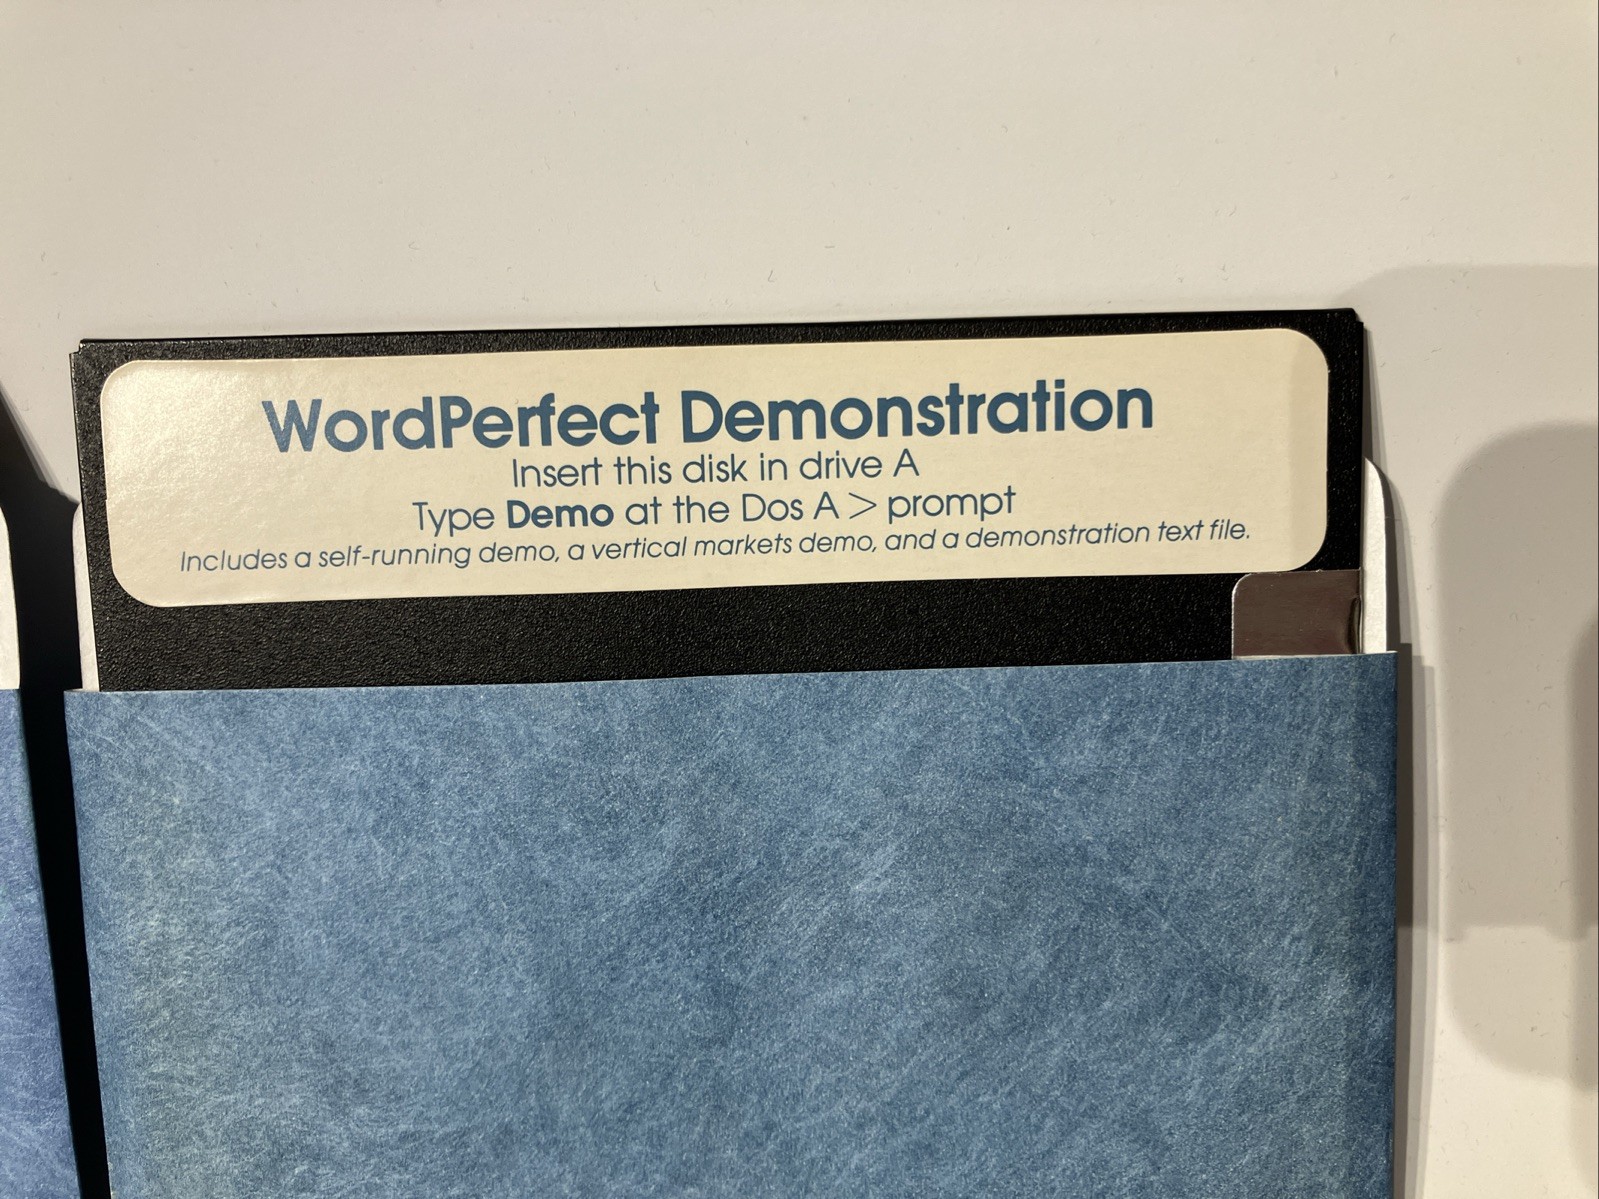 WordPerfect Demonstration
Insert this disk in drive A
Type Demo at the Dos A > prompt
Includes a self-running demo, a vertical markets demo, and a demonstration text file.